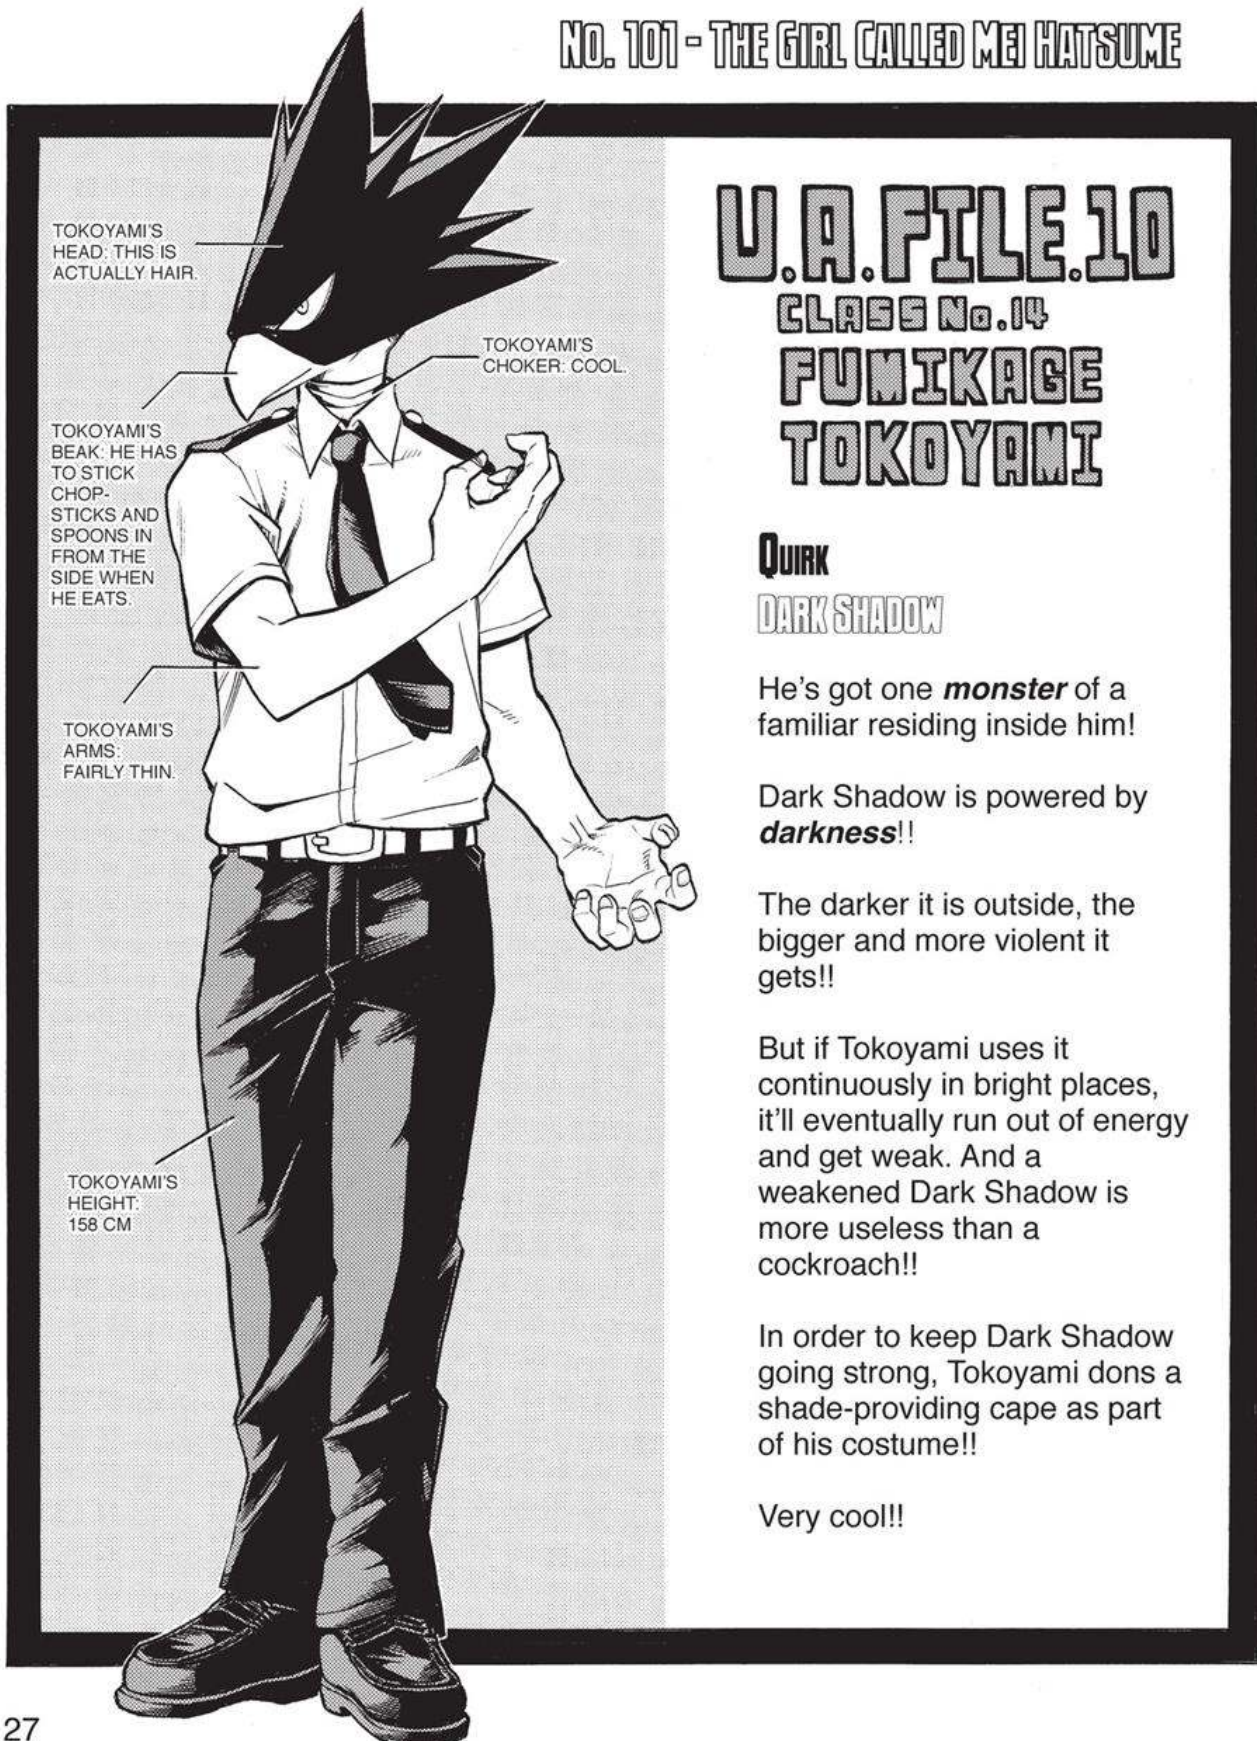 No. 101 - The Girl Called Mei Hatsume
TOKOYAMI'S
HEAD: THIS IS
ACTUALLY HAIR.
TOKOYAMI'S
CHOKER: COOL.
TOKOYAMI'S
BEAK: HE HAS
TO STICK
CHOP-
STICKS AND
SPOONS IN
FROM THE
SIDE WHEN
HE EATS.
TOKOYAMI'S
ARMS:
FAIRLY THIN.
TOKOYAMI'S
HEIGHT:
158 CM
U.A.FILE.10
CLASS No.14
FUMIKAGE
TOKOYAMI
Quirk
Dark Shadow
He's got one monster of a
familiar residing inside him!
Dark Shadow is powered by
darkness!!
The darker it is outside, the
bigger and more violent it
gets!!
But if Tokoyami uses it
continuously in bright places,
it'll eventually run out of energy
and get weak. And a
weakened Dark Shadow is
more useless than a
cockroach!!
In order to keep Dark Shadow
going strong, Tokoyami dons a
shade-providing cape as part
of his costume!!
Very cool!!
27